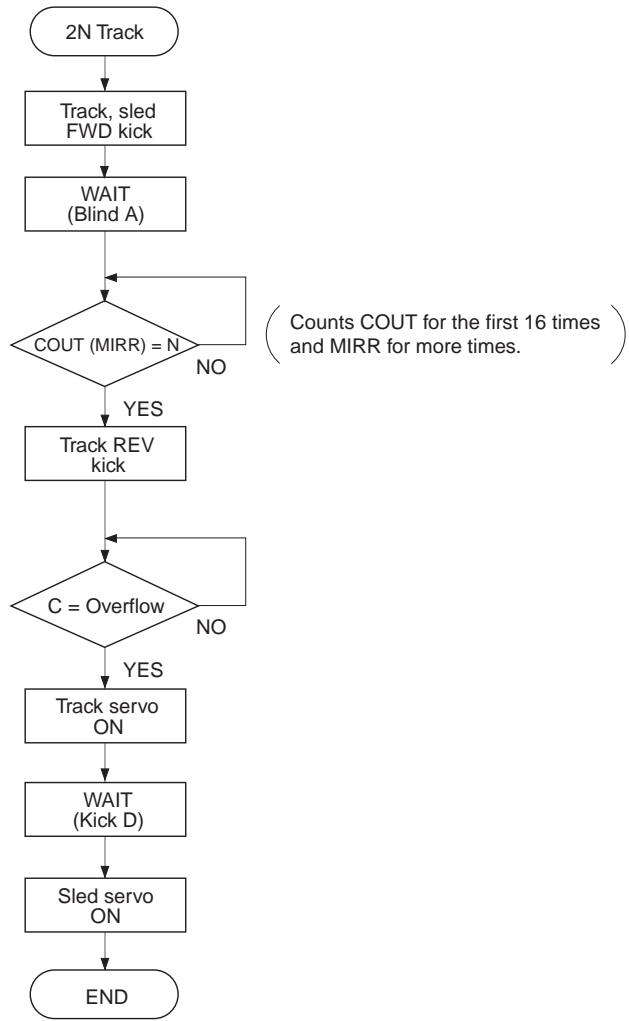 2N Track
Track, sled
FWD kick
WAIT
(Blind A)
COUT (MIRR) = N
NO
Counts COUT for the first 16 times
and MIRR for more times.
YES
Track REV
kick
C = Overflow
NO
YES
Track servo
ON
WAIT
(Kick D)
Sled servo
ON
END